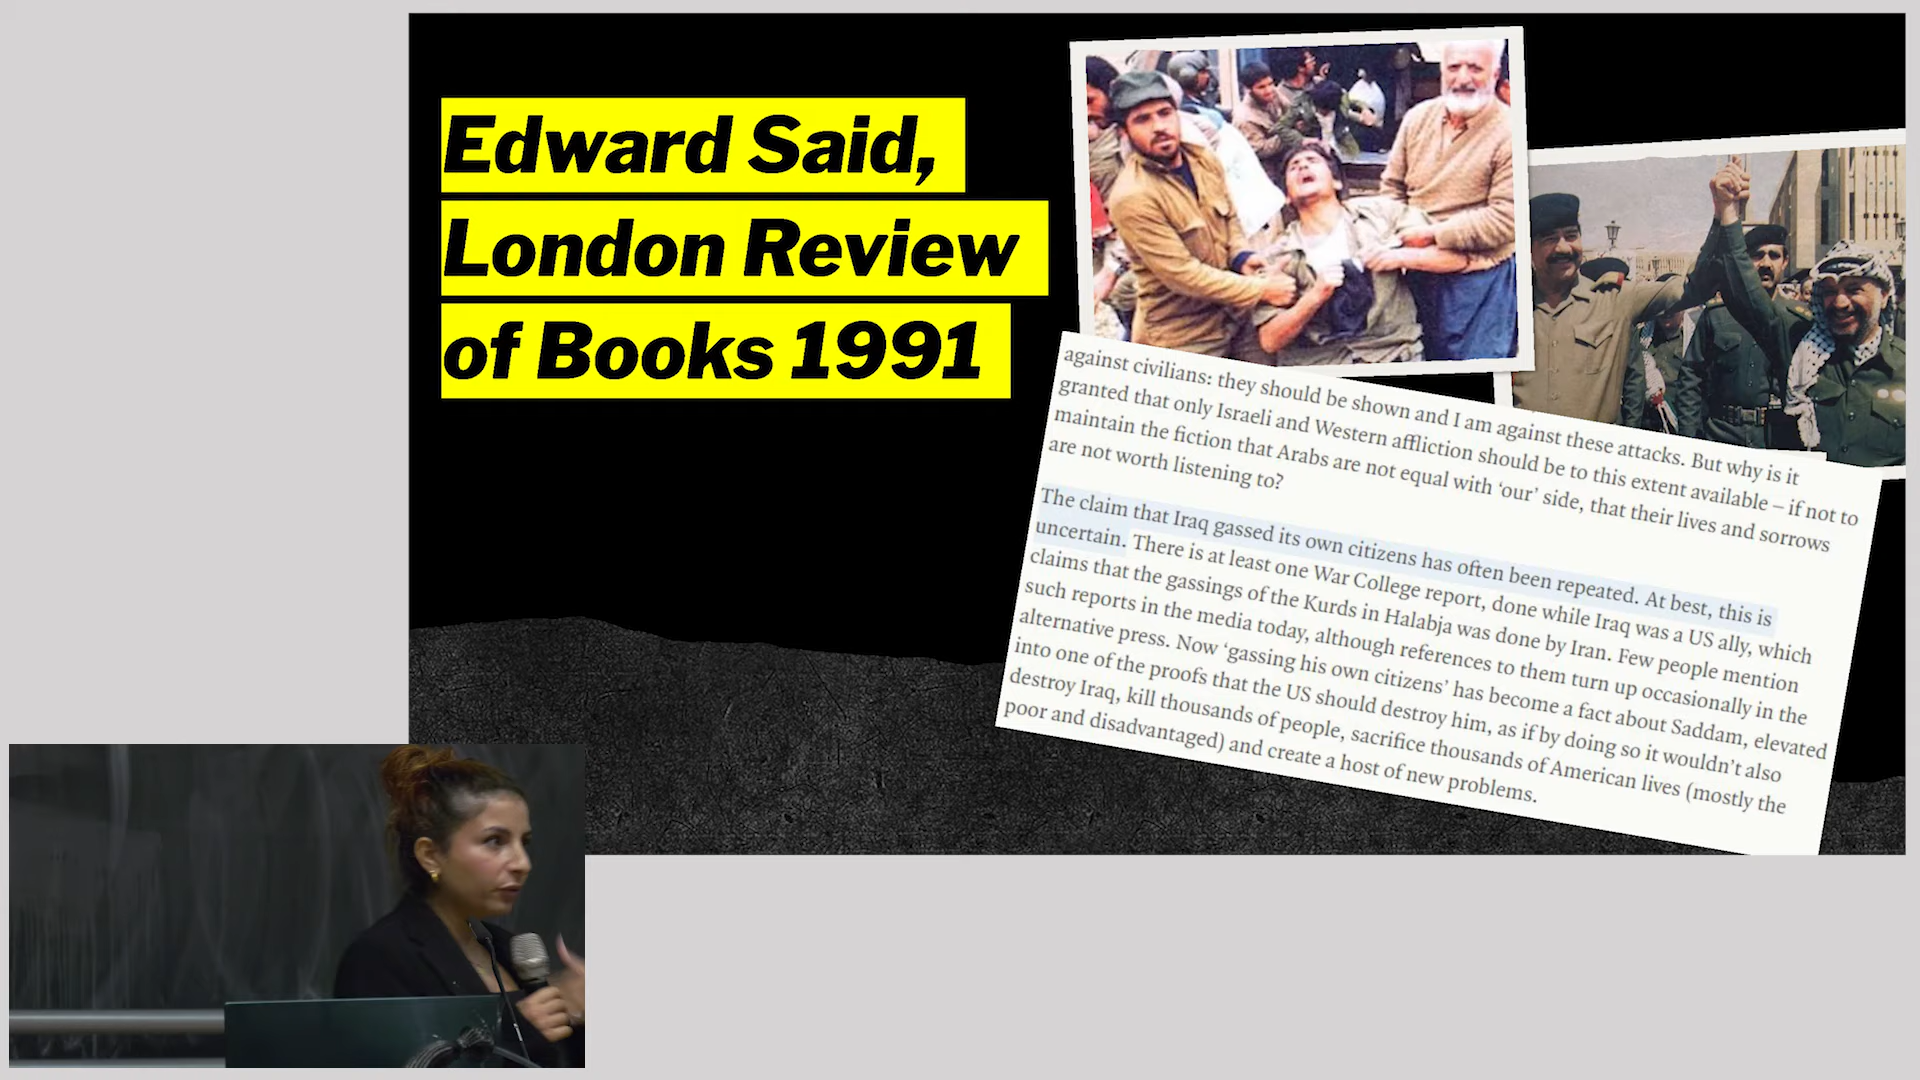 Edward Said,
London Review
of Books 1991
against civilians: they should be shown and I am against these attacks. But why is it
granted that only Israeli and Western affliction should be to this extent available – if not to
maintain the fiction that Arabs are not equal with ‘our’ side, that their lives and sorrows
are not worth listening to?
The claim that Iraq gassed its own citizens has often been repeated. At best, this is
uncertain. There is at least one War College report, done while Iraq was a US ally, which
claims that the gassings of the Kurds in Halabja was done by Iran. Few people mention
such reports in the media today, although references to them turn up occasionally in the
alternative press. Now ‘gassing his own citizens’ has become a fact about Saddam, elevated
into one of the proofs that the US should destroy him, as if by doing so it wouldn’t also
destroy Iraq, kill thousands of people, sacrifice thousands of American lives (mostly the
poor and disadvantaged) and create a host of new problems.